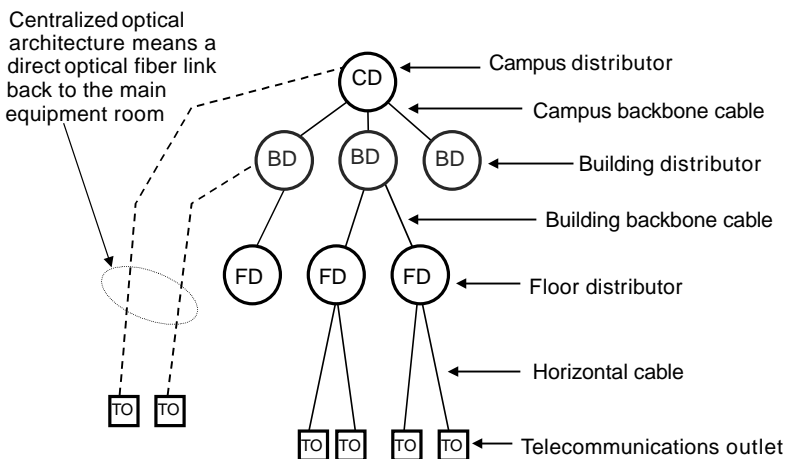 Centralized optical
architecture means a
direct optical fiber link
back to the main
equipment room
CD
Campus distributor
Campus backbone cable
BD
BD
BD
Building distributor
Building backbone cable
FD
FD
FD
Floor distributor
Horizontal cable
TO
TO
TO
TO
TO
TO
Telecommunications outlet